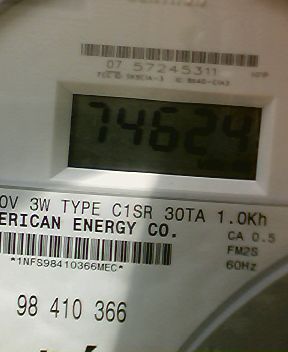 07 57245311
74624
0V 3W TYPE C1SR 30TA 1.0Kh
ERICAN ENERGY CO.
CA 0.5
FM2S
60Hz
*1NFS98410366MEC*
98 410 366